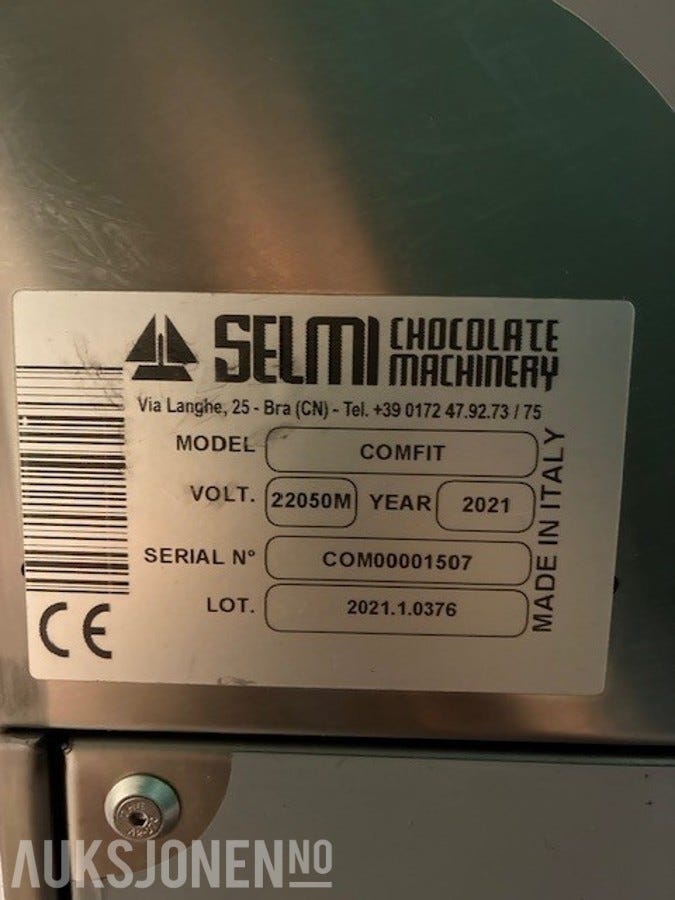 SELMI CHOCOLATE MACHINERY
Via Langhe, 25 - Bra (CN) - Tel. +39 0172 47.92.73 / 75
MODEL COMFIT
VOLT. 22050M YEAR 2021
SERIAL N° COM00001507
LOT. 2021.1.0376
MADE IN ITALY
CE
AUKSJONEN NO